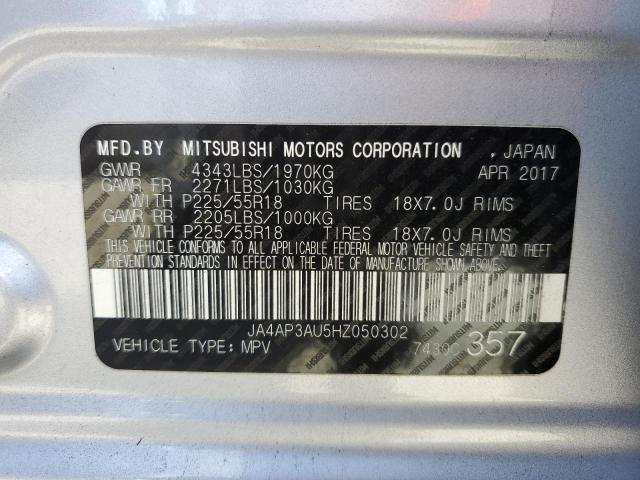 MFD.BY MITSUBISHI MOTORS CORPORATION , JAPAN
GVWR 4343LBS/1970KG APR 2017
GAWR FR 2271LBS/1030KG
WITH P225/55R18 TIRES 18X7.0J RIMS
GAWR RR 2205LBS/1000KG
WITH P225/55R18 TIRES 18X7.0J RIMS
THIS VEHICLE CONFORMS TO ALL APPLICABLE FEDERAL MOTOR VEHICLE SAFETY AND THEFT
PREVENTION STANDARDS IN EFFECT ON THE DATE OF MANUFACTURE SHOWN ABOVE.
JA4AP3AU5HZ050302
VEHICLE TYPE: MPV 357